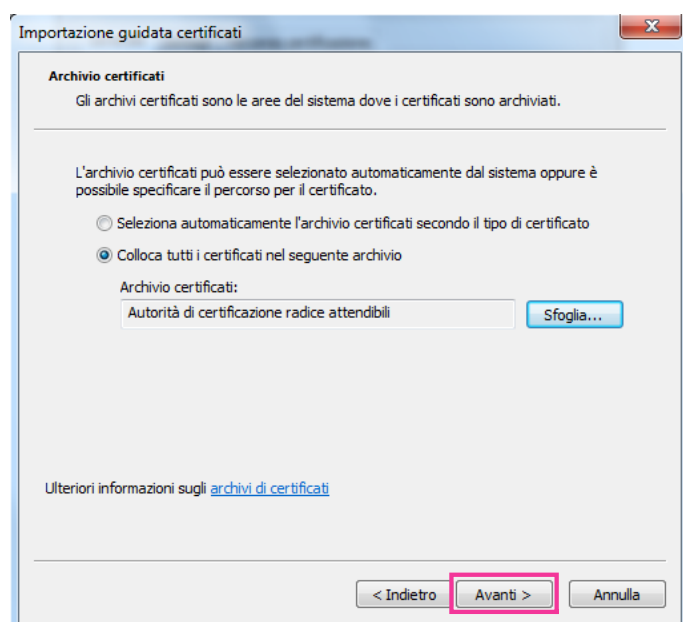 Importazione guidata certificati
Archivio certificati
Gli archivi certificati sono le aree del sistema dove i certificati sono archiviati.
L'archivio certificati può essere selezionato automaticamente dal sistema oppure è
possibile specificare il percorso per il certificato.
Seleziona automaticamente l'archivio certificati secondo il tipo di certificato
Colloca tutti i certificati nel seguente archivio
Archivio certificati:
Autorità di certificazione radice attendibili
Sfoglia...
Ulteriori informazioni sugli archivi di certificati
< Indietro Avanti > Annulla